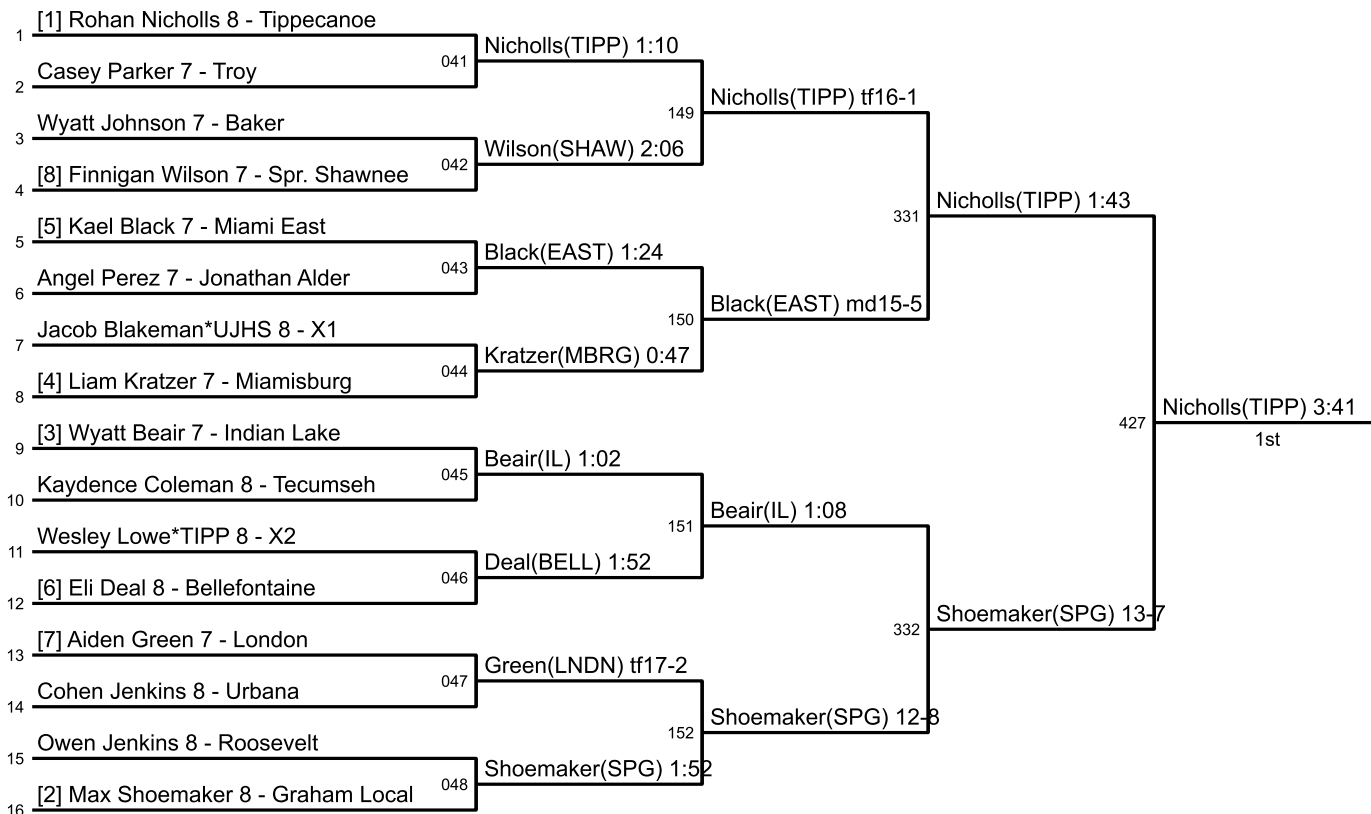 [1] Rohan Nicholls 8 - Tippecanoe
1
Nicholls(TIPP) 1:10
041
Casey Parker 7 - Troy
2
Nicholls(TIPP) tf16-1
149
Wyatt Johnson 7 - Baker
3
Wilson(SHAW) 2:06
042
[8] Finnigan Wilson 7 - Spr. Shawnee
4
Nicholls(TIPP) 1:43
331
[5] Kael Black 7 - Miami East
5
Black(EAST) 1:24
043
Angel Perez 7 - Jonathan Alder
6
Black(EAST) md15-5
150
Jacob Blakeman*UJHS 8 - X1
7
Kratzer(MBRG) 0:47
044
[4] Liam Kratzer 7 - Miamisburg
8
Nicholls(TIPP) 3:41
427
1st
[3] Wyatt Beair 7 - Indian Lake
9
Beair(IL) 1:02
045
Kaydence Coleman 8 - Tecumseh
10
Beair(IL) 1:08
151
Wesley Lowe*TIPP 8 - X2
11
Deal(BELL) 1:52
046
[6] Eli Deal 8 - Bellefontaine
12
Shoemaker(SPG) 13-7
332
[7] Aiden Green 7 - London
13
Green(LNDN) tf17-2
047
Cohen Jenkins 8 - Urbana
14
Shoemaker(SPG) 12-8
152
Owen Jenkins 8 - Roosevelt
15
Shoemaker(SPG) 1:52
048
[2] Max Shoemaker 8 - Graham Local
16